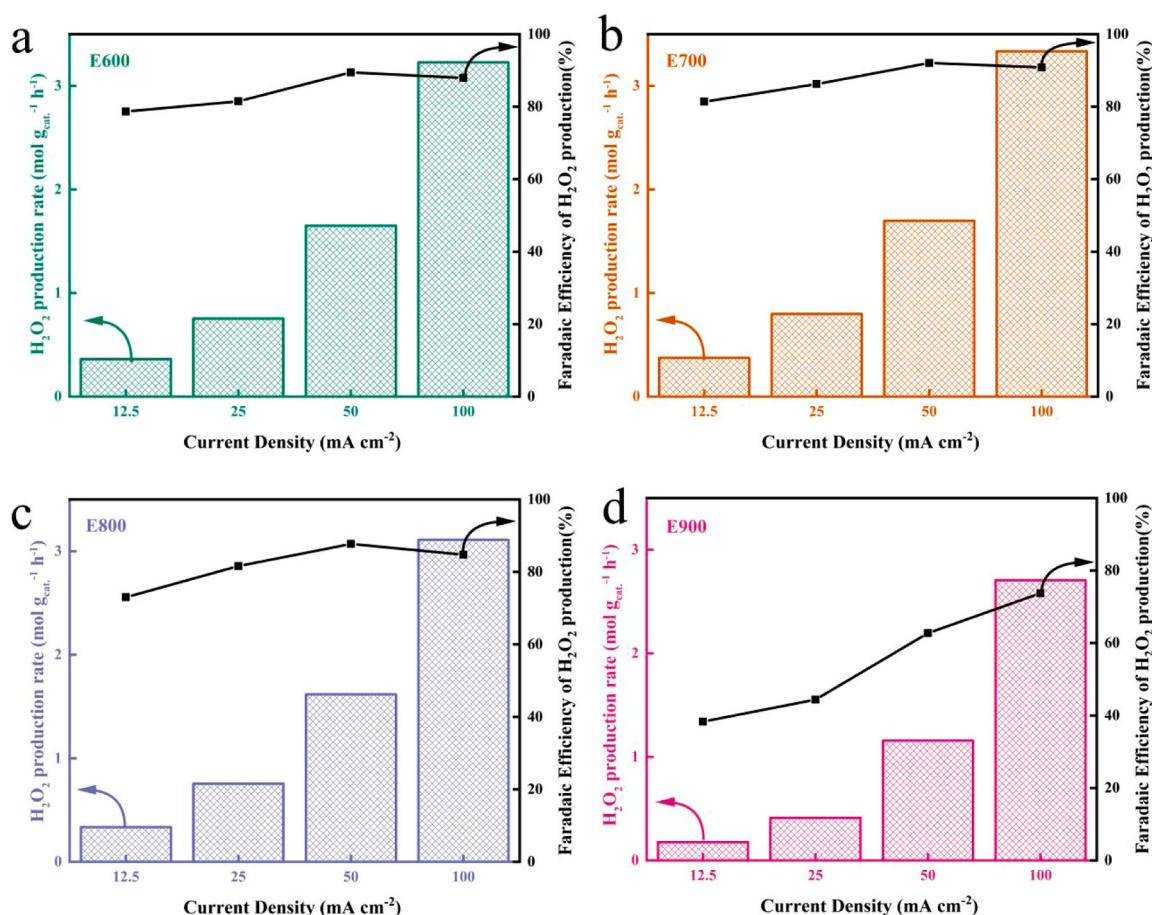 a
E600
H₂O₂ production rate (mol g_cat.⁻¹ h⁻¹)
3
2
1
0
100
80
60
40
20
0
Faradaic Efficiency of H₂O₂ production(%)
12.5 25 50 100
Current Density (mA cm⁻²)
b
E700
H₂O₂ production rate (mol g_cat.⁻¹ h⁻¹)
3
2
1
0
100
80
60
40
20
0
Faradaic Efficiency of H₂O₂ production(%)
12.5 25 50 100
Current Density (mA cm⁻²)
c
E800
H₂O₂ production rate (mol g_cat.⁻¹ h⁻¹)
3
2
1
0
100
80
60
40
20
0
Faradaic Efficiency of H₂O₂ production(%)
12.5 25 50 100
Current Density (mA cm⁻²)
d
E900
H₂O₂ production rate (mol g_cat.⁻¹ h⁻¹)
3
2
1
0
100
80
60
40
20
0
Faradaic Efficiency of H₂O₂ production(%)
12.5 25 50 100
Current Density (mA cm⁻²)